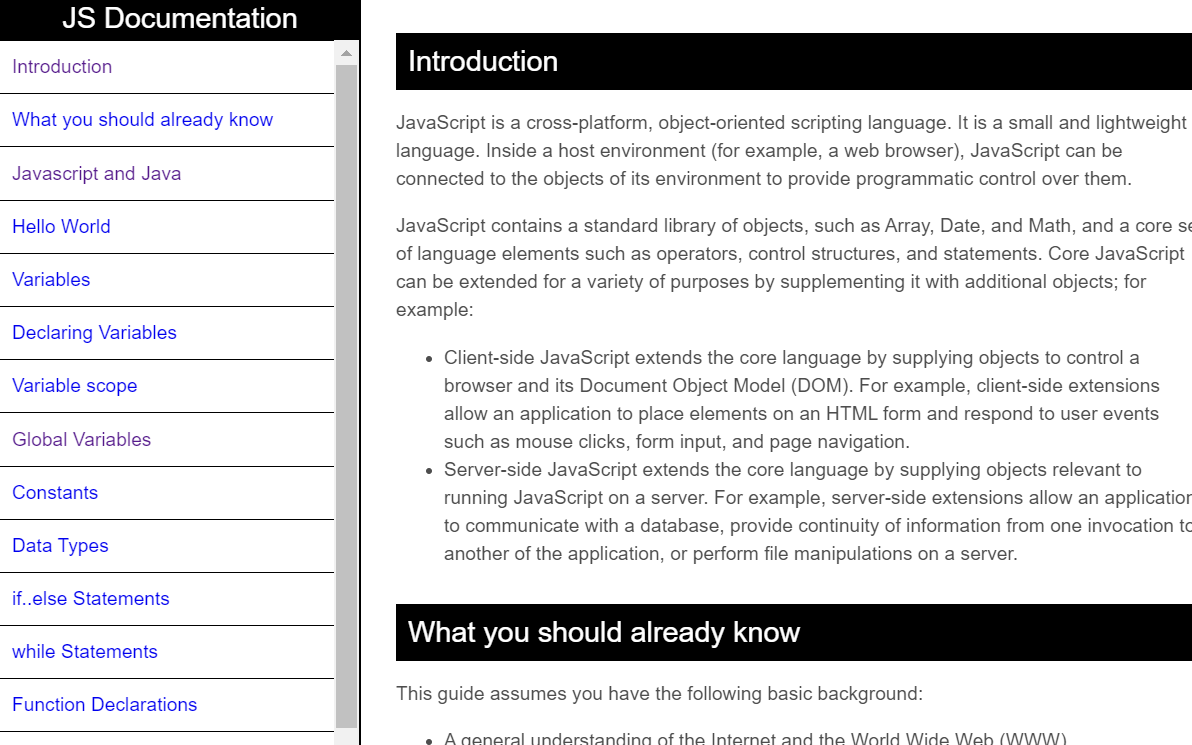 JS Documentation
Introduction
What you should already know
Javascript and Java
Hello World
Variables
Declaring Variables
Variable scope
Global Variables
Constants
Data Types
if..else Statements
while Statements
Function Declarations
Introduction
JavaScript is a cross-platform, object-oriented scripting language. It is a small and lightweight
language. Inside a host environment (for example, a web browser), JavaScript can be
connected to the objects of its environment to provide programmatic control over them.
JavaScript contains a standard library of objects, such as Array, Date, and Math, and a core se
of language elements such as operators, control structures, and statements. Core JavaScript
can be extended for a variety of purposes by supplementing it with additional objects; for
example:
• Client-side JavaScript extends the core language by supplying objects to control a
browser and its Document Object Model (DOM). For example, client-side extensions
allow an application to place elements on an HTML form and respond to user events
such as mouse clicks, form input, and page navigation.
• Server-side JavaScript extends the core language by supplying objects relevant to
running JavaScript on a server. For example, server-side extensions allow an application
to communicate with a database, provide continuity of information from one invocation to
another of the application, or perform file manipulations on a server.
What you should already know
This guide assumes you have the following basic background:
• A general understanding of the Internet and the World Wide Web (WWW)